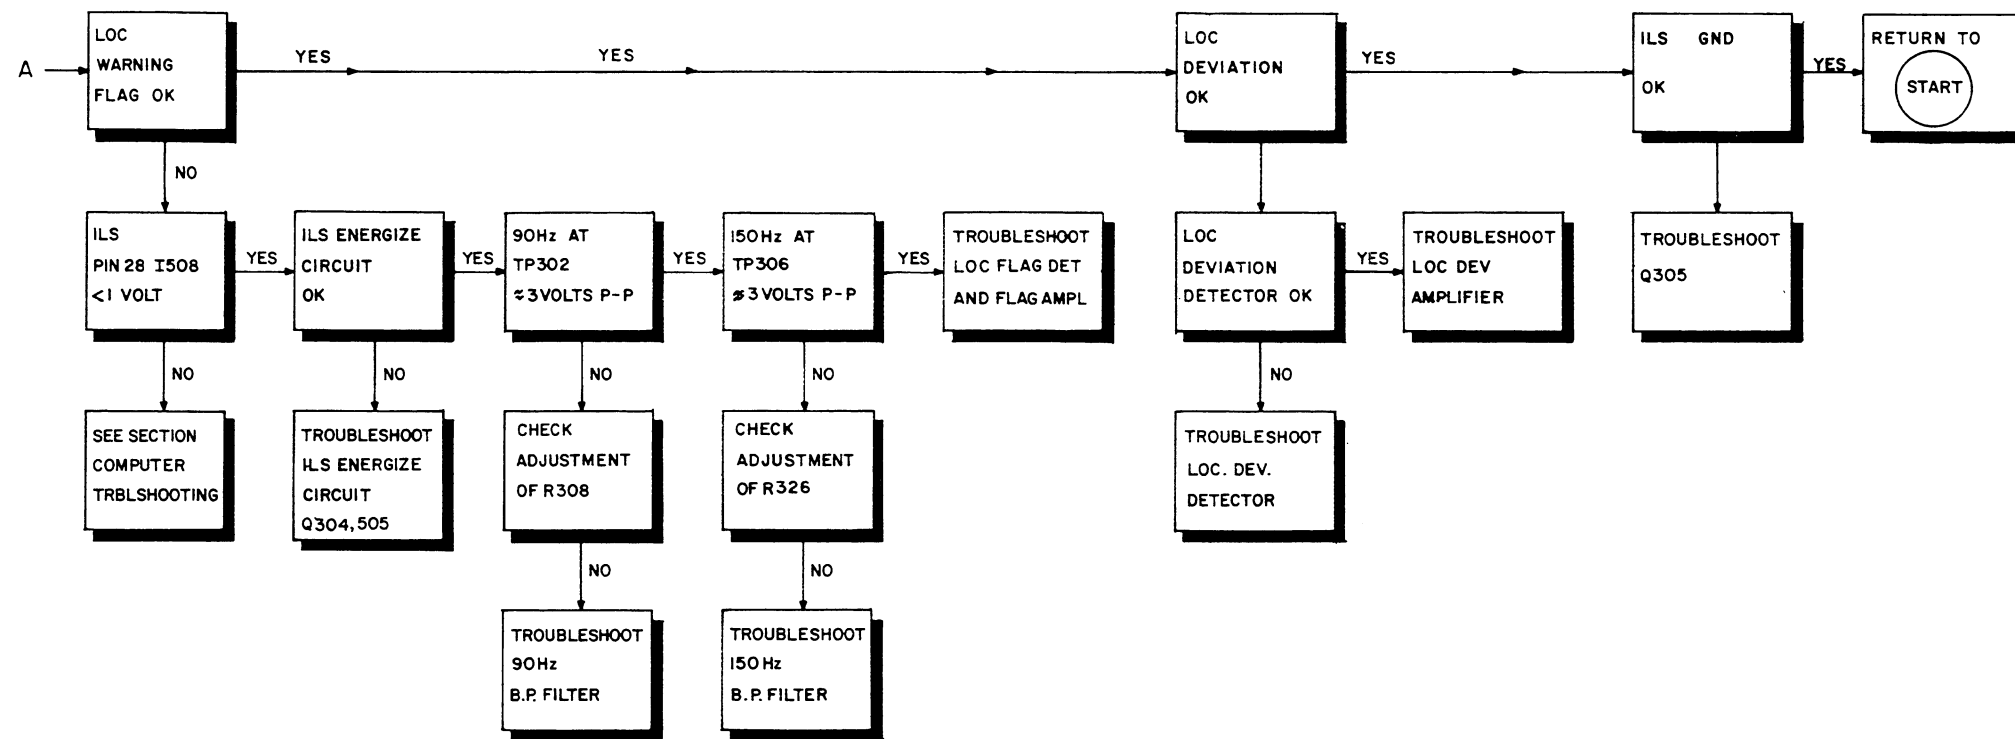 A
LOC
WARNING
FLAG OK
YES
YES
LOC
DEVIATION
OK
YES
ILS GND
OK
YES
RETURN TO
START
NO
ILS
PIN 28 I508
<1 VOLT
YES
ILS ENERGIZE
CIRCUIT
OK
YES
90Hz AT
TP302
≈3 VOLTS P-P
YES
150Hz AT
TP306
≈3 VOLTS P-P
YES
TROUBLESHOOT
LOC FLAG DET
AND FLAG AMPL
LOC
DEVIATION
DETECTOR OK
YES
TROUBLESHOOT
LOC DEV
AMPLIFIER
TROUBLESHOOT
Q305
NO
NO
NO
NO
NO
SEE SECTION
COMPUTER
TRBLSHOOTING
TROUBLESHOOT
ILS ENERGIZE
CIRCUIT
Q304, 505
CHECK
ADJUSTMENT
OF R308
CHECK
ADJUSTMENT
OF R326
TROUBLESHOOT
LOC. DEV.
DETECTOR
NO
NO
TROUBLESHOOT
90Hz
B.P. FILTER
TROUBLESHOOT
150 Hz
B.P. FILTER